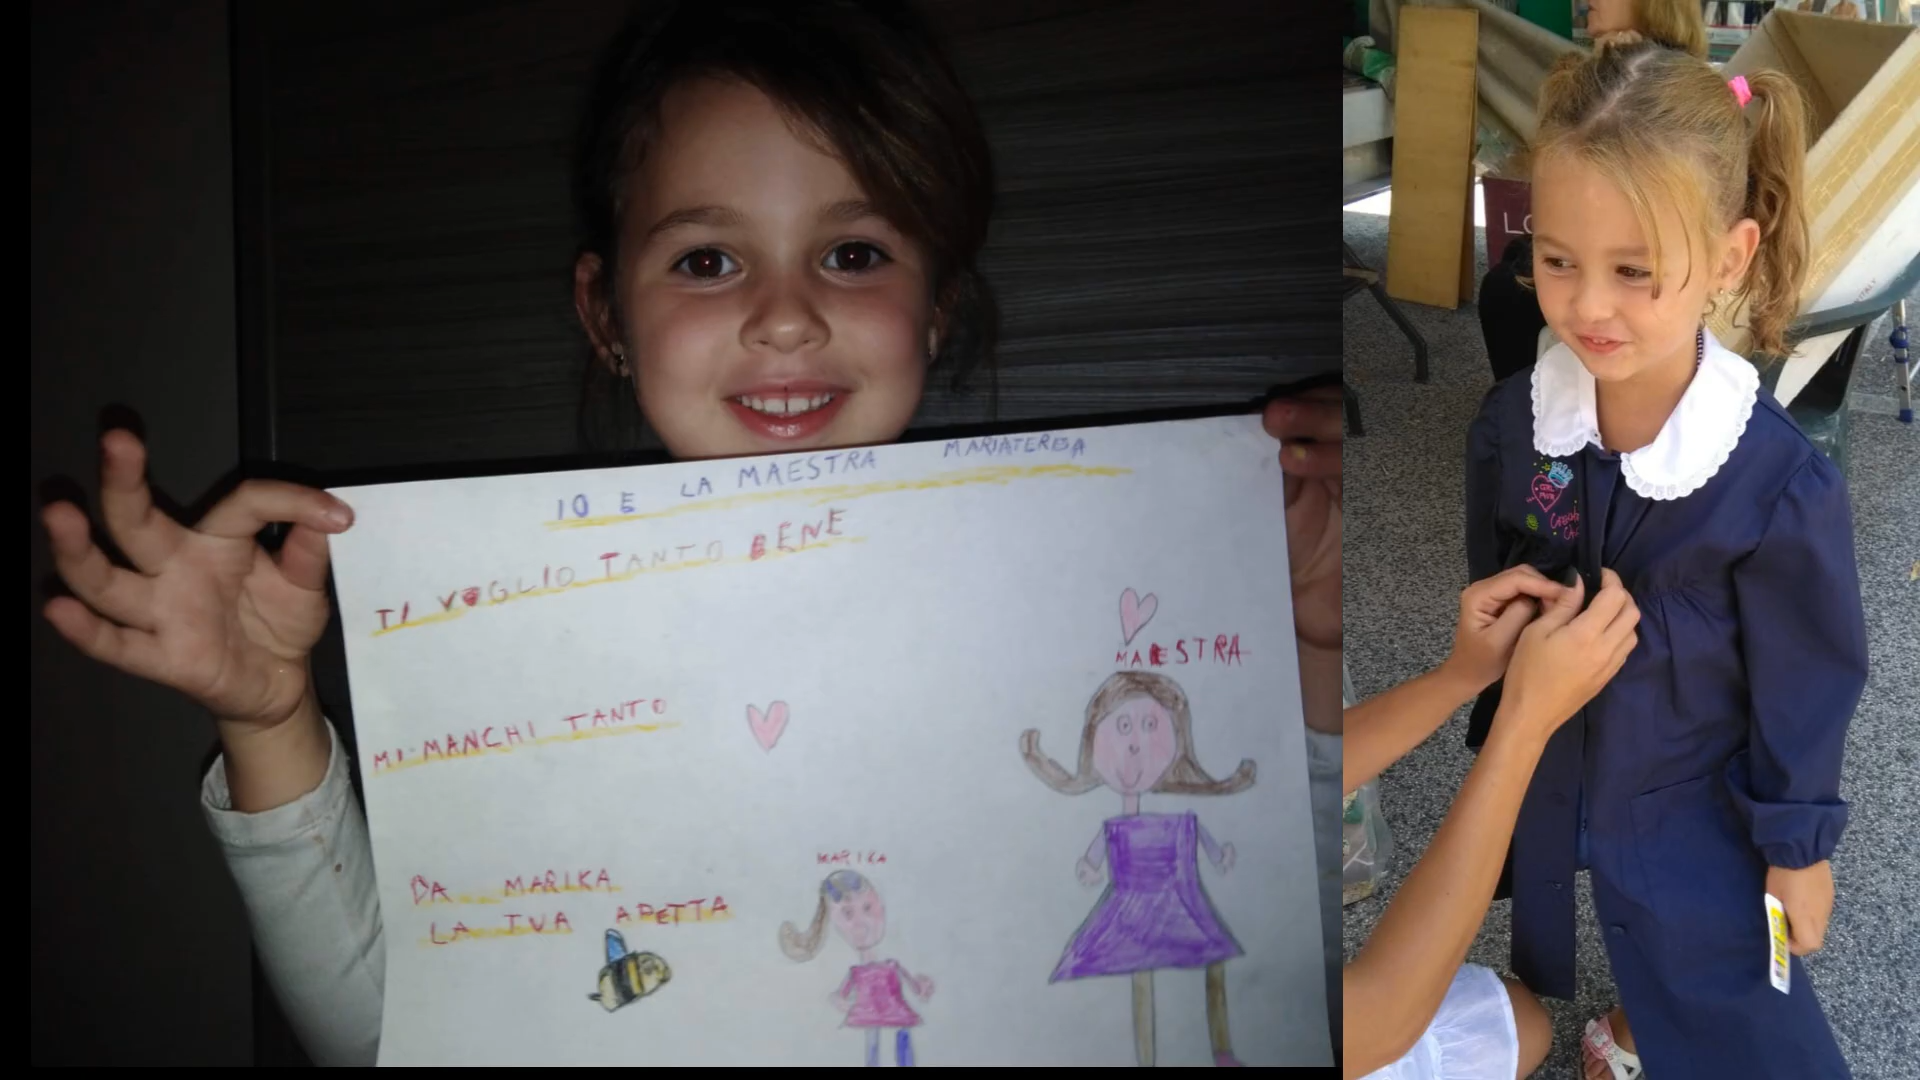 IO E LA MAESTRA MARIATERESA
TI VOGLIO TANTO BENE
MAESTRA
MI MANCHI TANTO
MARIKA
DA MARIKA
LA TUA APETTA